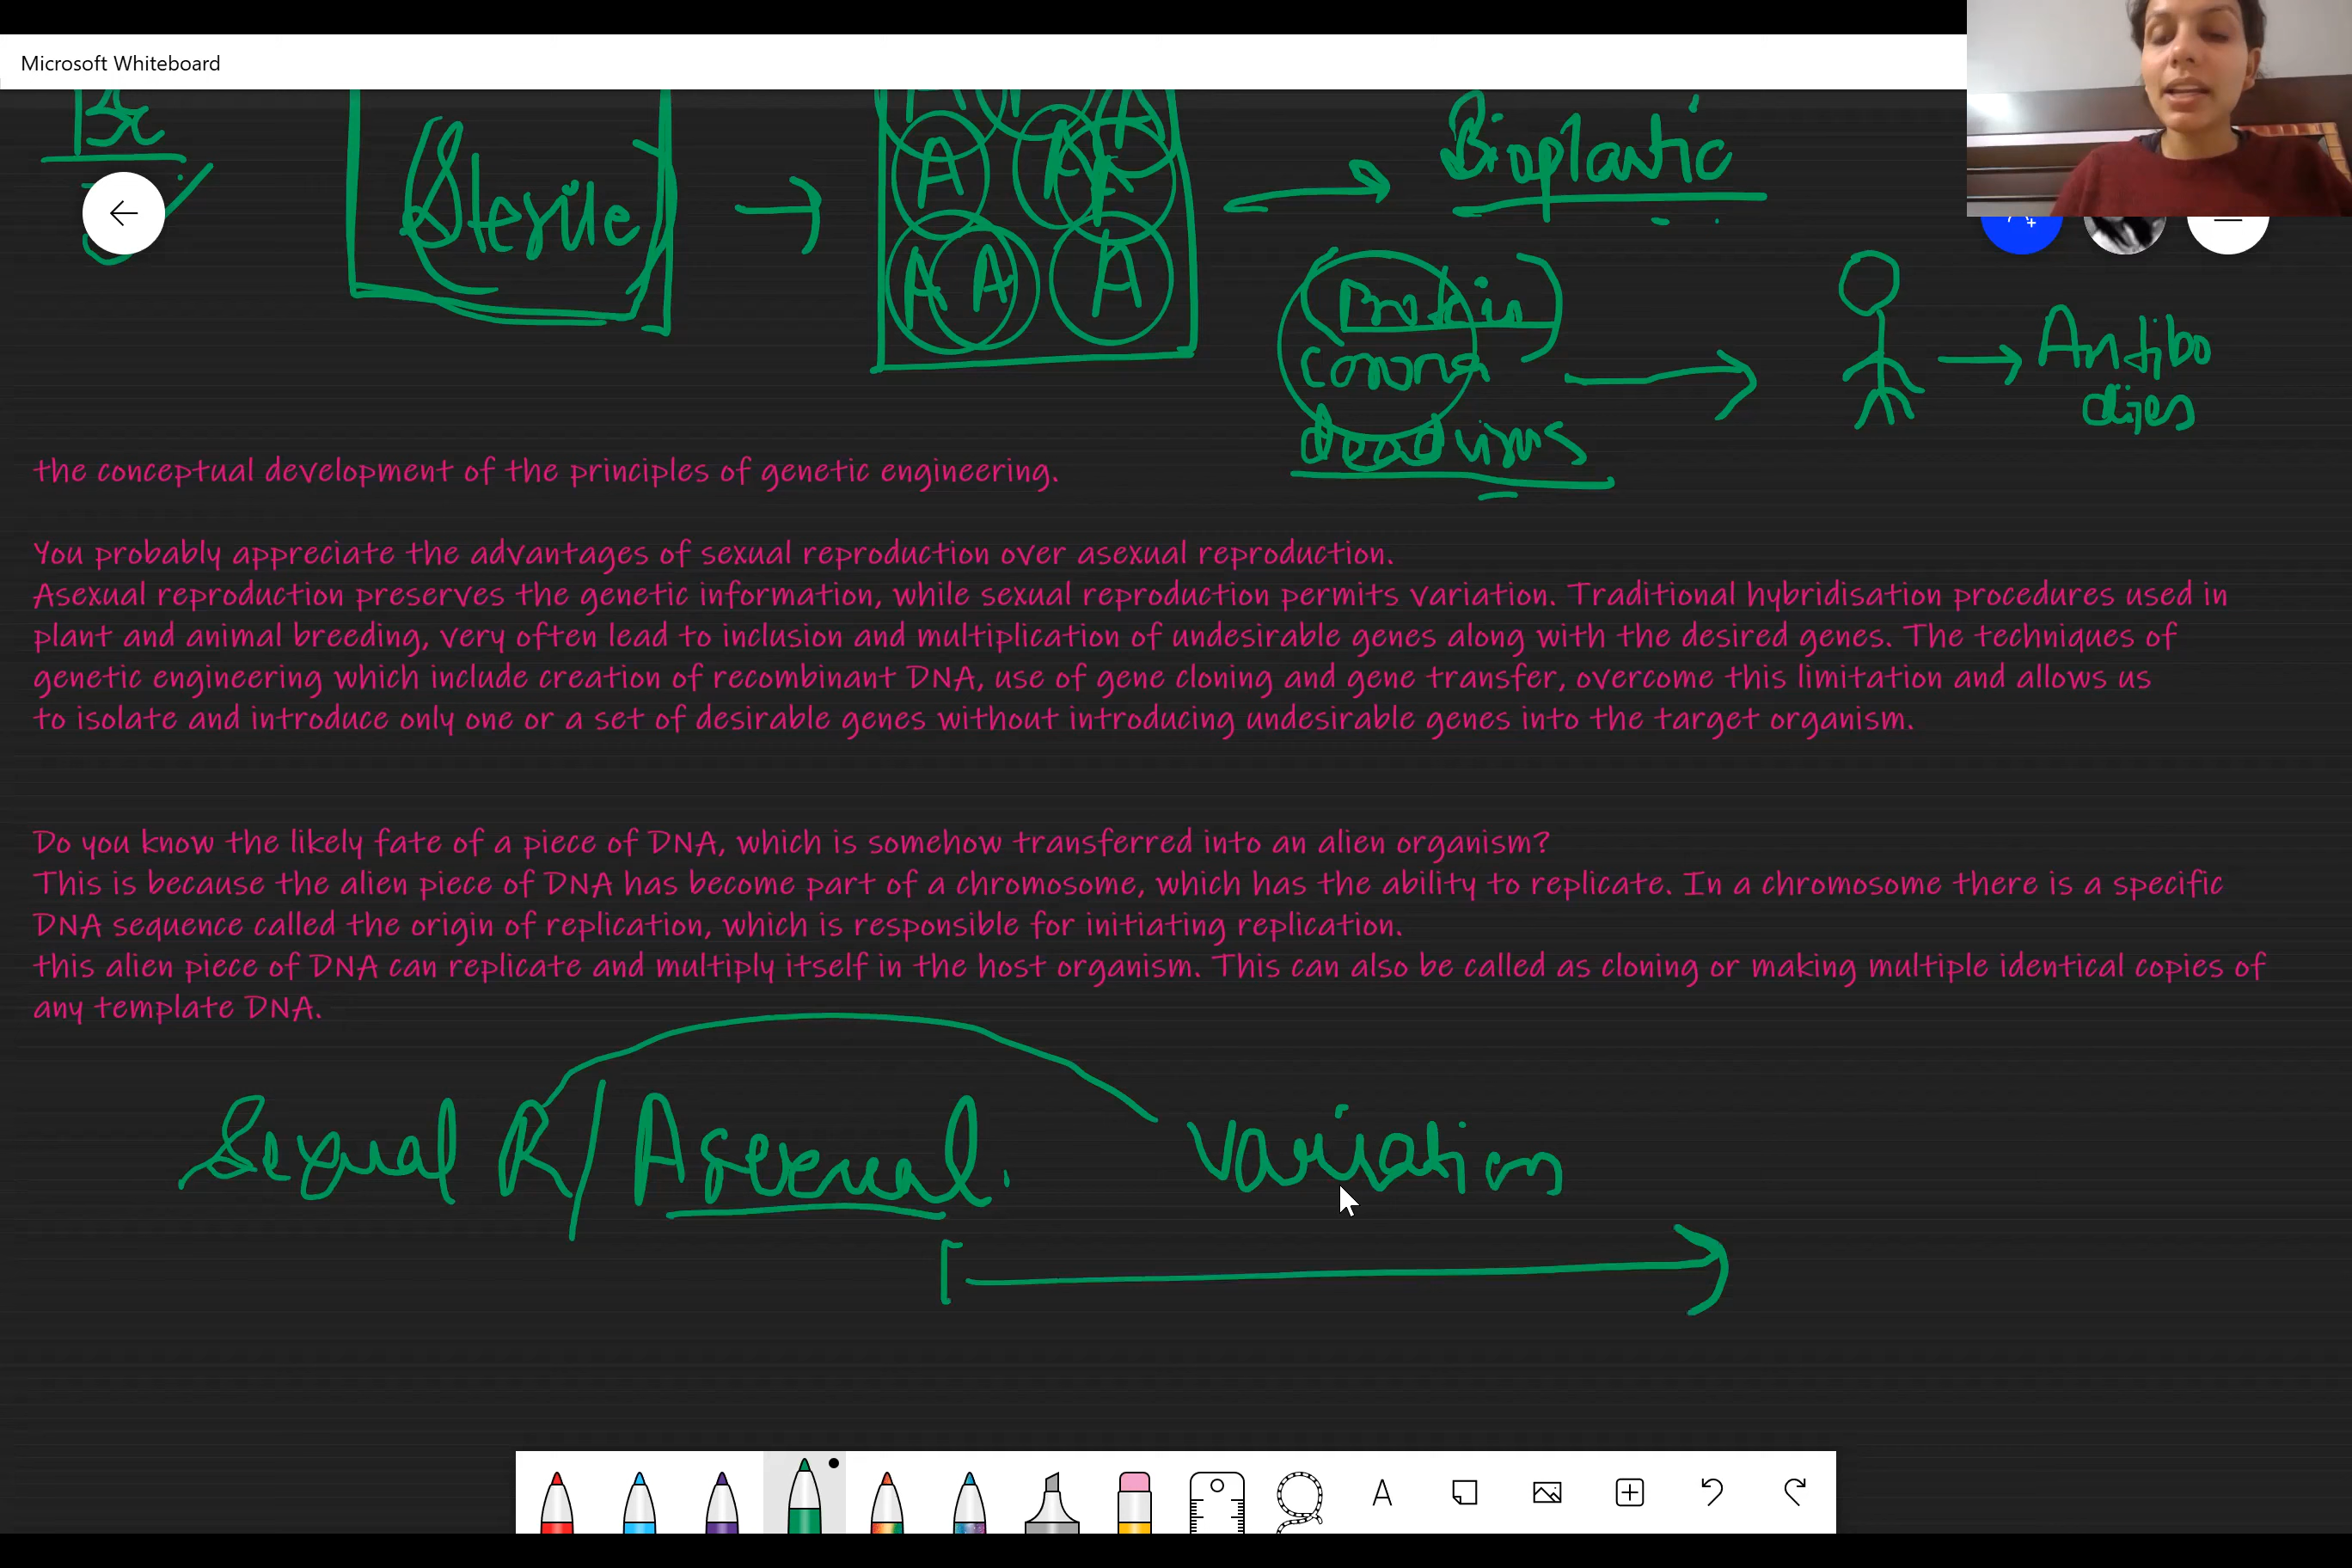 Microsoft Whiteboard
Sterile
A A
A A A
Bioplastic
Protein
corona
dead virus
Antibo
dies
the conceptual development of the principles of genetic engineering.
You probably appreciate the advantages of sexual reproduction over asexual reproduction.
Asexual reproduction preserves the genetic information, while sexual reproduction permits variation. Traditional hybridisation procedures used in
plant and animal breeding, very often lead to inclusion and multiplication of undesirable genes along with the desired genes. The techniques of
genetic engineering which include creation of recombinant DNA, use of gene cloning and gene transfer, overcome this limitation and allows us
to isolate and introduce only one or a set of desirable genes without introducing undesirable genes into the target organism.
Do you know the likely fate of a piece of DNA, which is somehow transferred into an alien organism?
This is because the alien piece of DNA has become part of a chromosome, which has the ability to replicate. In a chromosome there is a specific
DNA sequence called the origin of replication, which is responsible for initiating replication.
this alien piece of DNA can replicate and multiply itself in the host organism. This can also be called as cloning or making multiple identical copies of
any template DNA.
Sexual R/ Asexual. variation